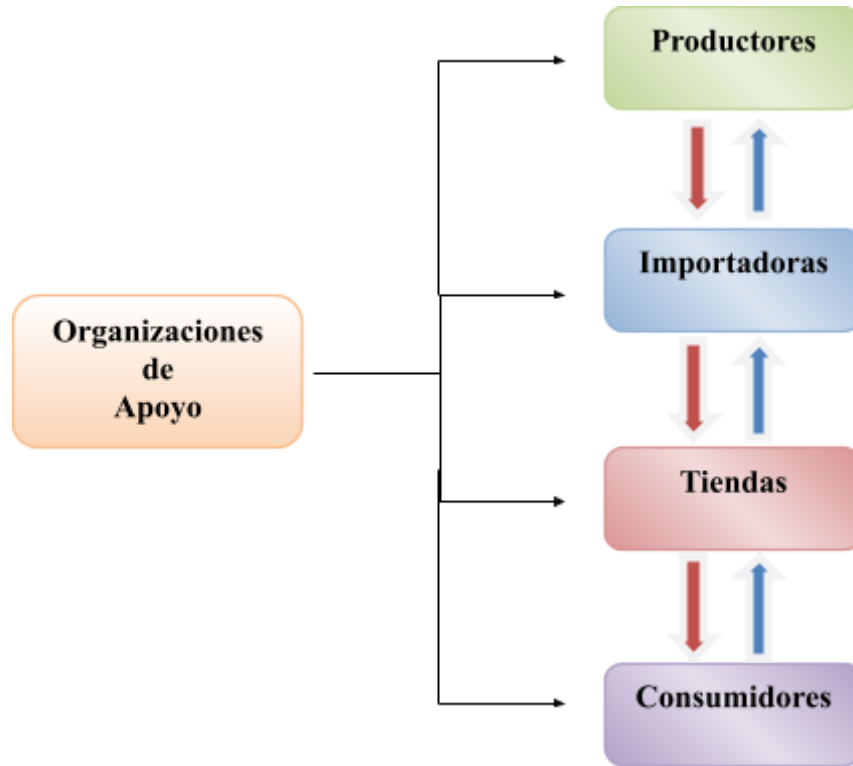 Productores
Importadoras
Organizaciones
de
Apoyo
Tiendas
Consumidores